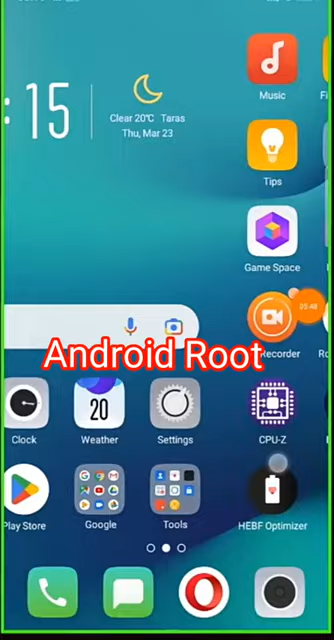 :15
Clear 20℃ Taras
Thu, Mar 23
Music
Tips
Game Space
05:48
Recorder
Android Root
Clock
20
Weather
Settings
CPU-Z
Play Store
Google
Tools
HEBF Optimizer